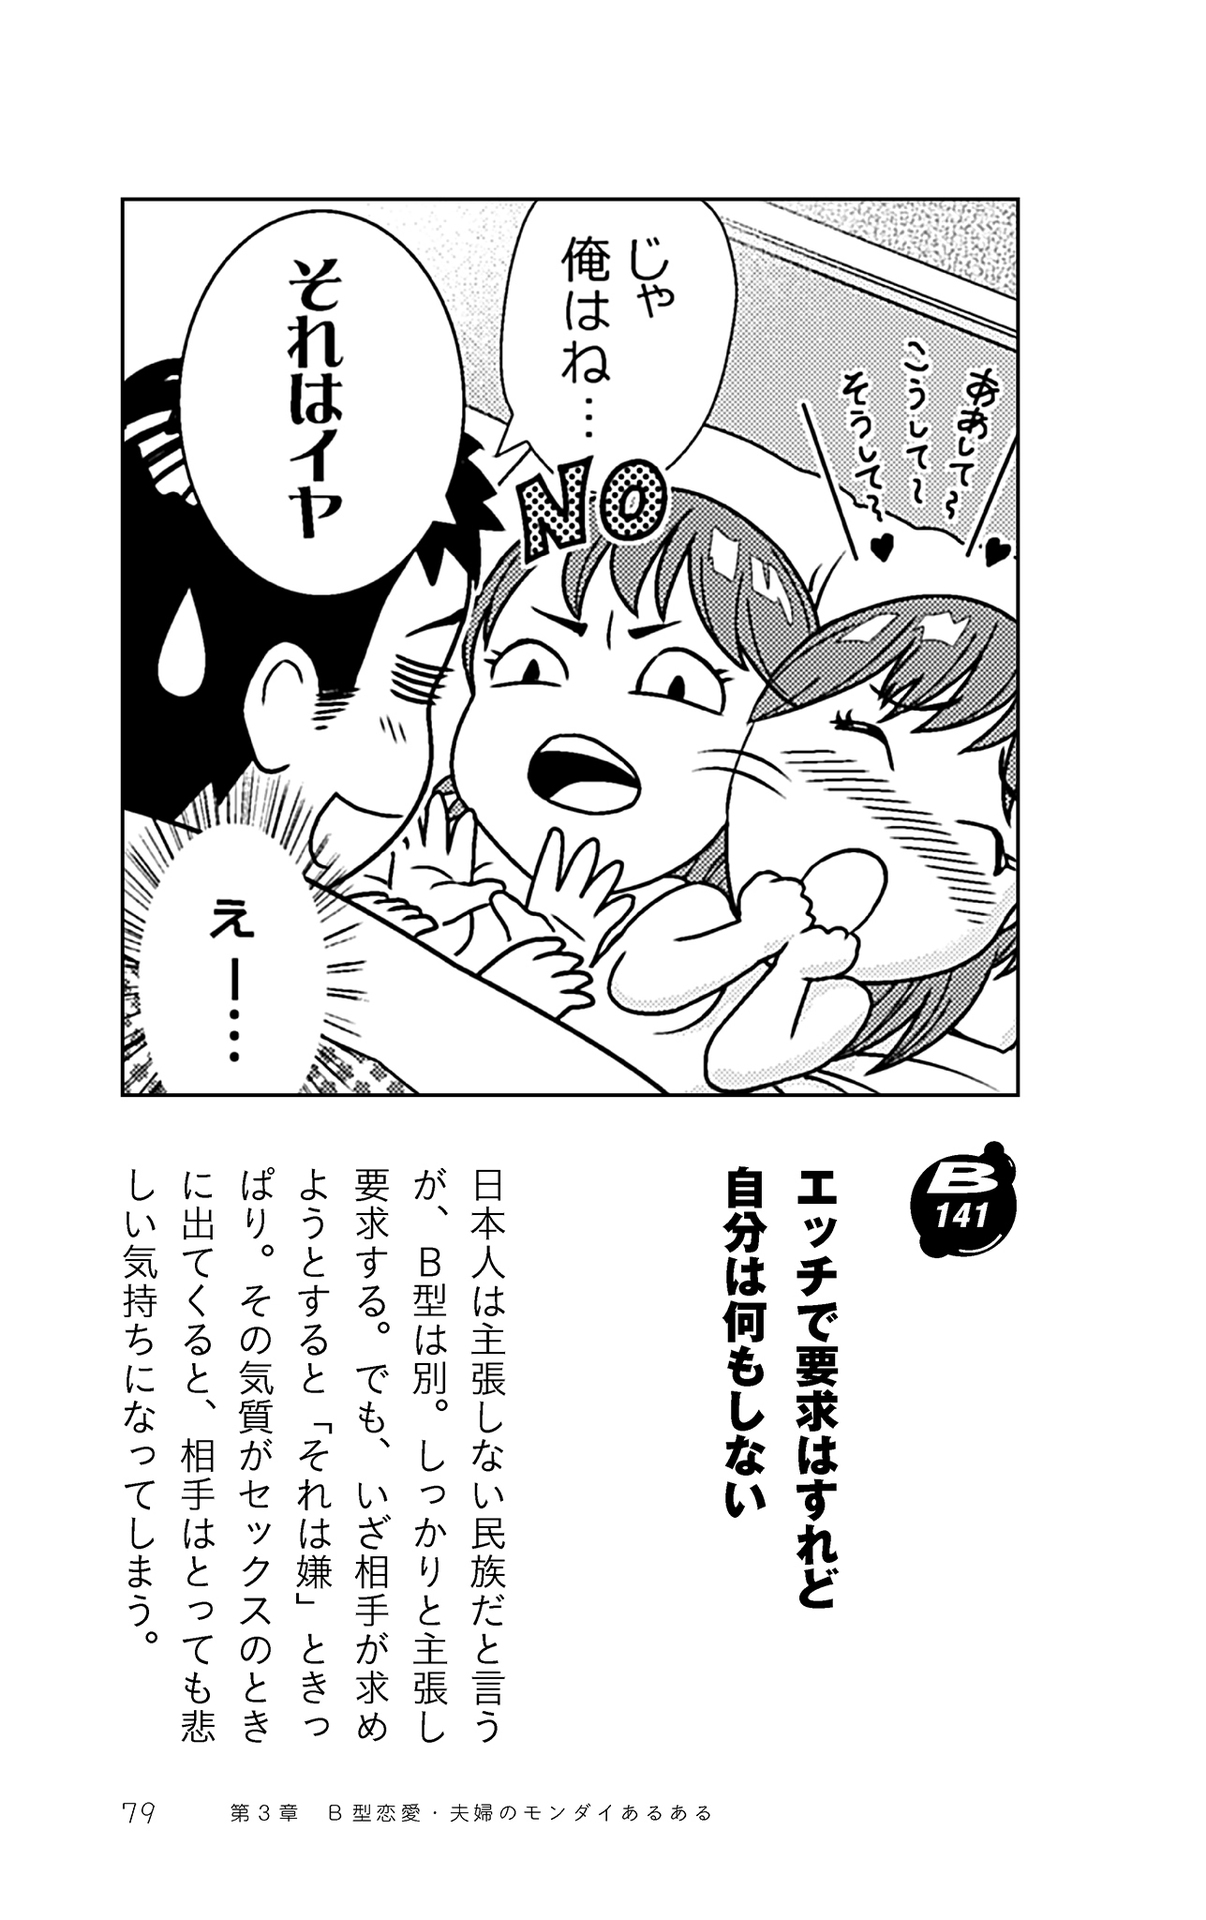 ああして〜
こうして〜
そうして〜
じゃ
俺はね…
NO
それはイヤ
えー…
B
141
エッチで要求はすれど
自分は何もしない
日本人は主張しない民族だと言う
が、B型は別。しっかりと主張し
要求する。でも、いざ相手が求め
ようとすると「それは嫌」ときっ
ぱり。その気質がセックスのとき
に出てくると、相手はとっても悲
しい気持ちになってしまう。
79
第3章　B型恋愛・夫婦のモンダイあるある